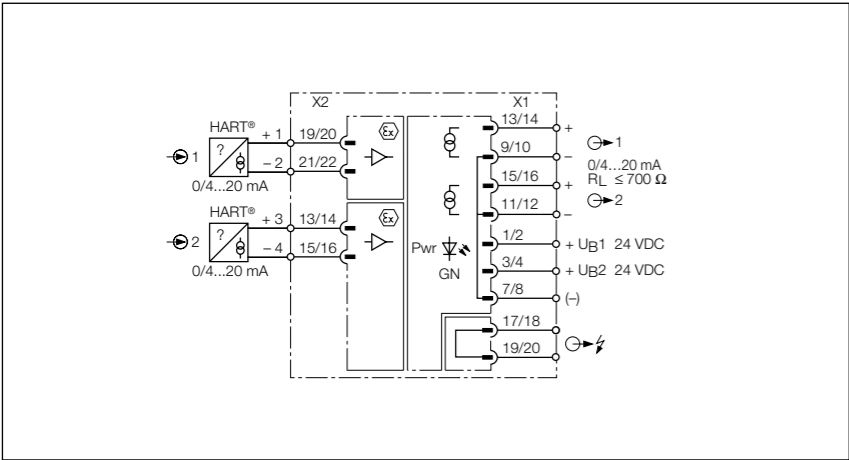 X2
X1
HART®
+ 1
19/20
Ex
1
?
- 2
21/22
0/4...20 mA
HART®
+ 3
13/14
Ex
2
?
- 4
15/16
0/4...20 mA
13/14
+
1
9/10
–
0/4...20 mA
RL ≤ 700 Ω
15/16
+
2
11/12
–
Pwr
GN
1/2
+ UB1 24 VDC
3/4
+ UB2 24 VDC
7/8
(–)
17/18
19/20